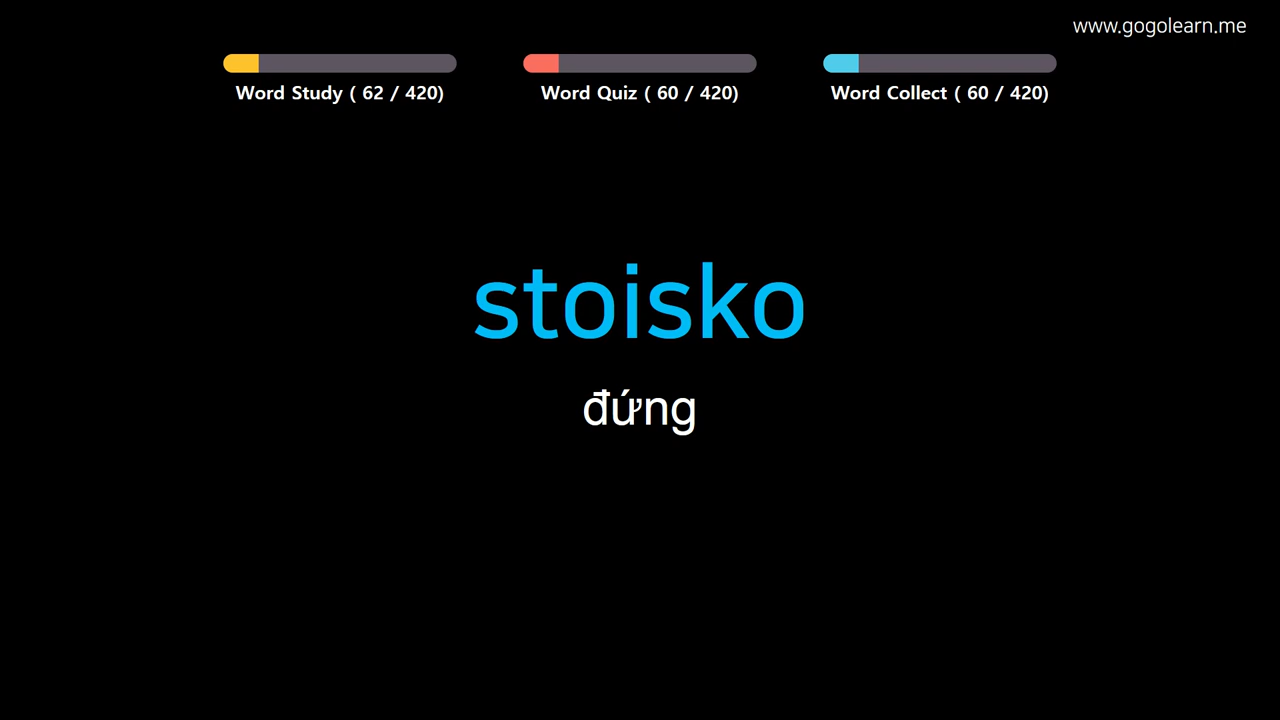 www.gogolearn.me
Word Study ( 62 / 420)
Word Quiz ( 60 / 420)
Word Collect ( 60 / 420)
stoisko
đứng